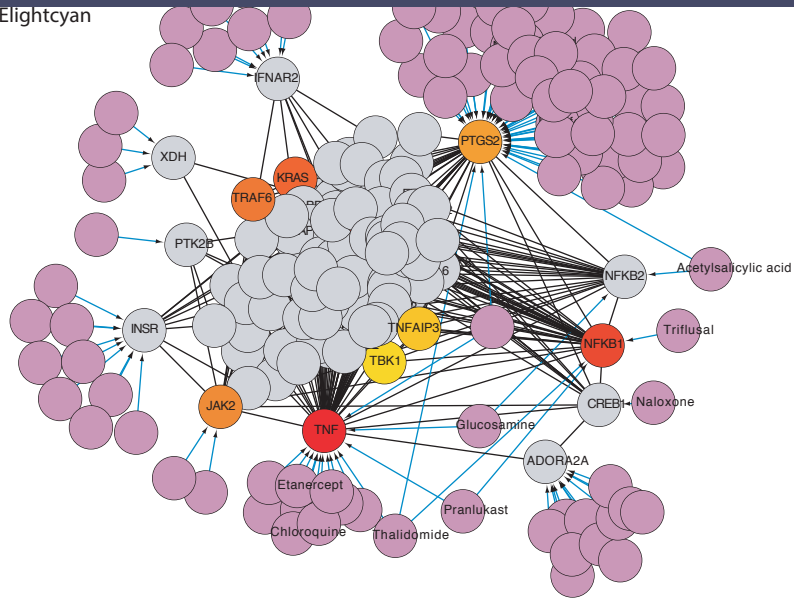 Elightcyan
IFNAR2
PTGS2
XDH
KRAS
TRAF6
PTK2B
6
NFKB2
Acetylsalicylic acid
INSR
TNFAIP3
Triflusal
NFKB1
TBK1
JAK2
CREB1
Naloxone
TNF
Glucosamine
ADORA2A
Etanercept
Pranlukast
Chloroquine
Thalidomide